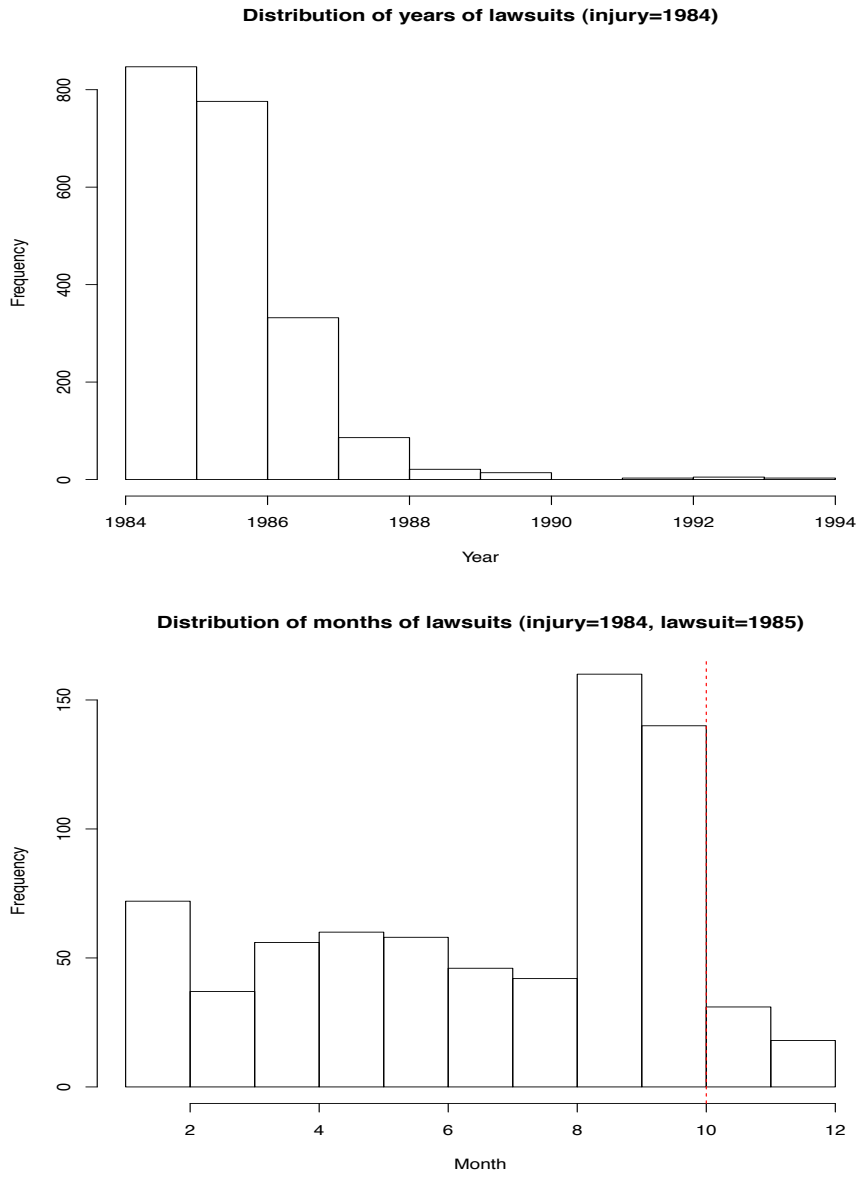 Distribution of years of lawsuits (injury=1984)
Frequency
800
600
400
200
0
1984 1986 1988 1990 1992 1994
Year
Distribution of months of lawsuits (injury=1984, lawsuit=1985)
Frequency
150
100
50
0
2 4 6 8 10 12
Month